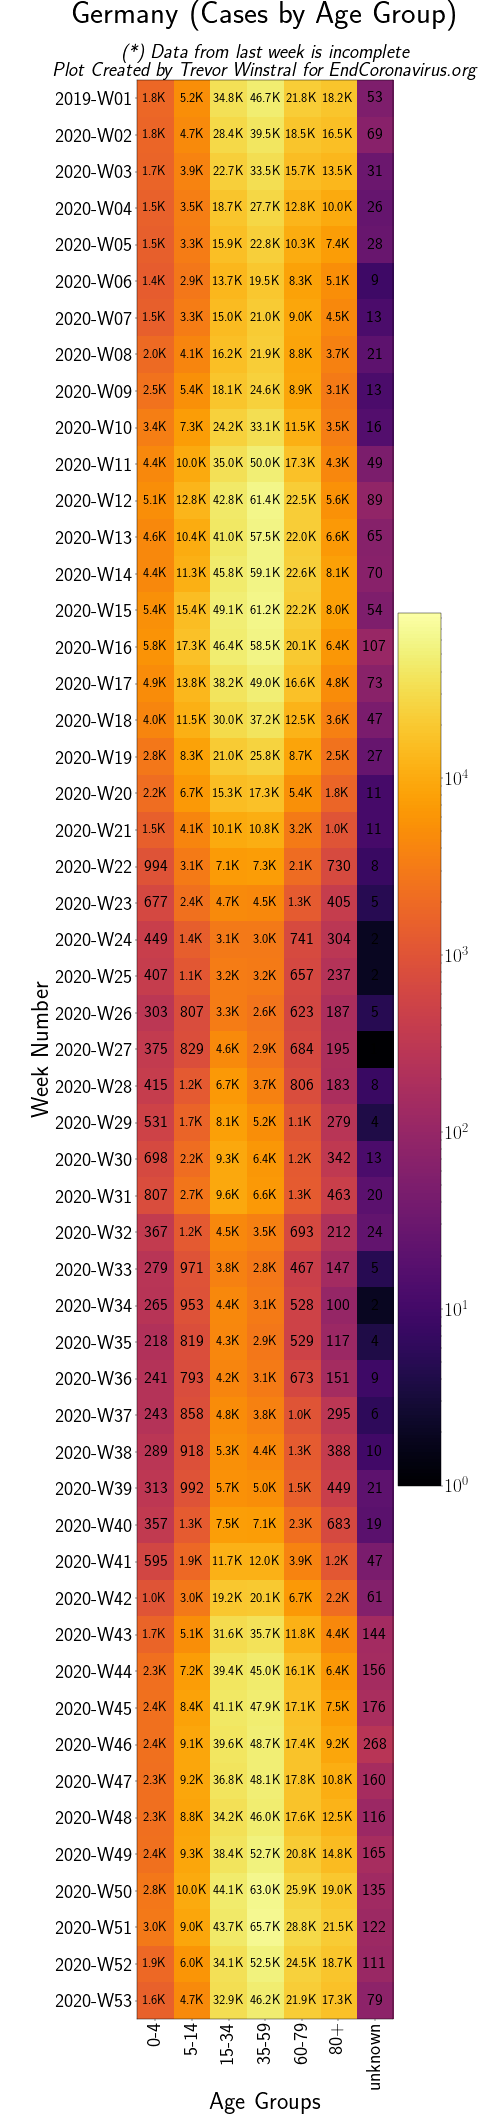 Germany (Cases by Age Group)
(*) Data from last week is incomplete
Plot Created by Trevor Winstral for EndCoronavirus.org
2019-W01 1.8K 5.2K 34.8K 46.7K 21.8K 18.2K 53
2020-W02 1.8K 4.7K 28.4K 39.5K 18.5K 16.5K 69
2020-W03 1.7K 3.9K 22.7K 33.5K 15.7K 13.5K 31
2020-W04 1.5K 3.5K 18.7K 27.7K 12.8K 10.0K 26
2020-W05 1.5K 3.3K 15.9K 22.8K 10.3K 7.4K 28
2020-W06 1.4K 2.9K 13.7K 19.5K 8.3K 5.1K 9
2020-W07 1.5K 3.3K 15.0K 21.0K 9.0K 4.5K 13
2020-W08 2.0K 4.1K 16.2K 21.9K 8.8K 3.7K 21
2020-W09 2.5K 5.4K 18.1K 24.6K 8.9K 3.1K 13
2020-W10 3.4K 7.3K 24.2K 33.1K 11.5K 3.5K 16
2020-W11 4.4K 10.0K 35.0K 50.0K 17.3K 4.3K 49
2020-W12 5.1K 12.8K 42.8K 61.4K 22.5K 5.6K 89
2020-W13 4.6K 10.4K 41.0K 57.5K 22.0K 6.6K 65
2020-W14 4.4K 11.3K 45.8K 59.1K 22.6K 8.1K 70
2020-W15 5.4K 15.4K 49.1K 61.2K 22.2K 8.0K 54
2020-W16 5.8K 17.3K 46.4K 58.5K 20.1K 6.4K 107
2020-W17 4.9K 13.8K 38.2K 49.0K 16.6K 4.8K 73
2020-W18 4.0K 11.5K 30.0K 37.2K 12.5K 3.6K 47
2020-W19 2.8K 8.3K 21.0K 25.8K 8.7K 2.5K 27
2020-W20 2.2K 6.7K 15.3K 17.3K 5.4K 1.8K 11
2020-W21 1.5K 4.1K 10.1K 10.8K 3.2K 1.0K 11
2020-W22 994 3.1K 7.1K 7.3K 2.1K 730 8
2020-W23 677 2.4K 4.7K 4.5K 1.3K 405 5
2020-W24 449 1.4K 3.1K 3.0K 741 304 2
2020-W25 407 1.1K 3.2K 3.2K 657 237 2
2020-W26 303 807 3.3K 2.6K 623 187 5
2020-W27 375 829 4.6K 2.9K 684 195
2020-W28 415 1.2K 6.7K 3.7K 806 183 8
2020-W29 531 1.7K 8.1K 5.2K 1.1K 279 4
2020-W30 698 2.2K 9.3K 6.4K 1.2K 342 13
2020-W31 807 2.7K 9.6K 6.6K 1.3K 463 20
2020-W32 367 1.2K 4.5K 3.5K 693 212 24
2020-W33 279 971 3.8K 2.8K 467 147 5
2020-W34 265 953 4.4K 3.1K 528 100 2
2020-W35 218 819 4.3K 2.9K 529 117 4
2020-W36 241 793 4.2K 3.1K 673 151 9
2020-W37 243 858 4.8K 3.8K 1.0K 295 6
2020-W38 289 918 5.3K 4.4K 1.3K 388 10
2020-W39 313 992 5.7K 5.0K 1.5K 449 21
2020-W40 357 1.3K 7.5K 7.1K 2.3K 683 19
2020-W41 595 1.9K 11.7K 12.0K 3.9K 1.2K 47
2020-W42 1.0K 3.0K 19.2K 20.1K 6.7K 2.2K 61
2020-W43 1.7K 5.1K 31.6K 35.7K 11.8K 4.4K 144
2020-W44 2.3K 7.2K 39.4K 45.0K 16.1K 6.4K 156
2020-W45 2.4K 8.4K 41.1K 47.9K 17.1K 7.5K 176
2020-W46 2.4K 9.1K 39.6K 48.7K 17.4K 9.2K 268
2020-W47 2.3K 9.2K 36.8K 48.1K 17.8K 10.8K 160
2020-W48 2.3K 8.8K 34.2K 46.0K 17.6K 12.5K 116
2020-W49 2.4K 9.3K 38.4K 52.7K 20.8K 14.8K 165
2020-W50 2.8K 10.0K 44.1K 63.0K 25.9K 19.0K 135
2020-W51 3.0K 9.0K 43.7K 65.7K 28.8K 21.5K 122
2020-W52 1.9K 6.0K 34.1K 52.5K 24.5K 18.7K 111
2020-W53 1.6K 4.7K 32.9K 46.2K 21.9K 17.3K 79
0-4 5-14 15-34 35-59 60-79 80+ unknown
Age Groups
Week Number
10⁴
10³
10²
10¹
10⁰